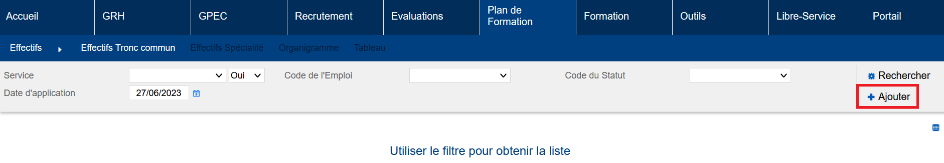 Accueil GRH GPEC Recrutement Evaluations Plan de Formation Formation Outils Libre-Service Portail
Effectifs Effectifs Tronc commun Effectifs Spécialité Organigramme Tableau
Service Oui Code de l'Emploi Code du Statut Rechercher
Date d'application 27/06/2023 Ajouter
Utiliser le filtre pour obtenir la liste